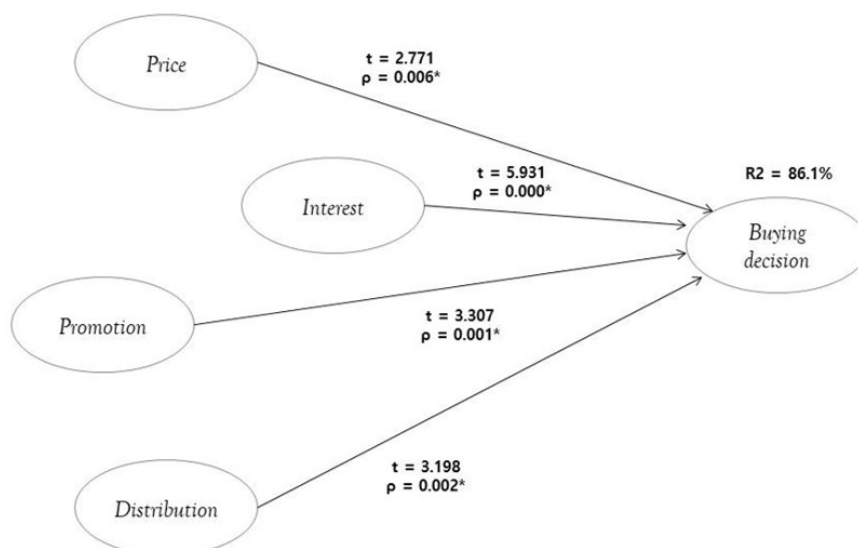 Price
t = 2.771
ρ = 0.006*
Interest
t = 5.931
ρ = 0.000*
R2 = 86.1%
Buying
decision
Promotion
t = 3.307
ρ = 0.001*
Distribution
t = 3.198
ρ = 0.002*